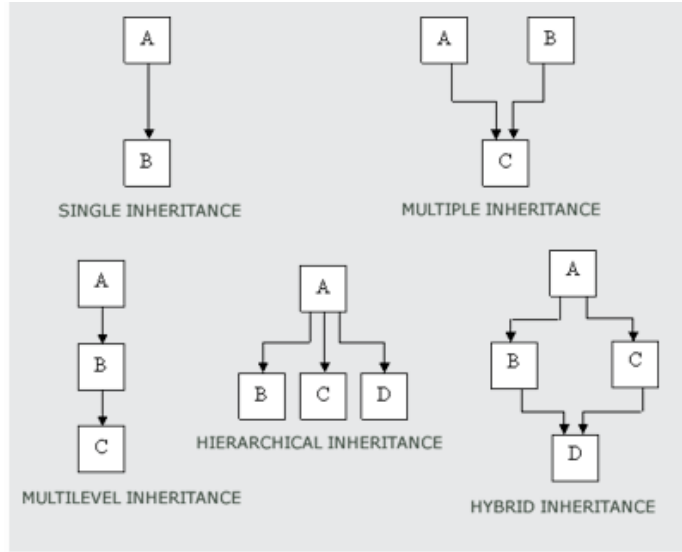 A
B
SINGLE INHERITANCE
A B
C
MULTIPLE INHERITANCE
A
B
C
MULTILEVEL INHERITANCE
A
B C D
HIERARCHICAL INHERITANCE
A
B C
D
HYBRID INHERITANCE